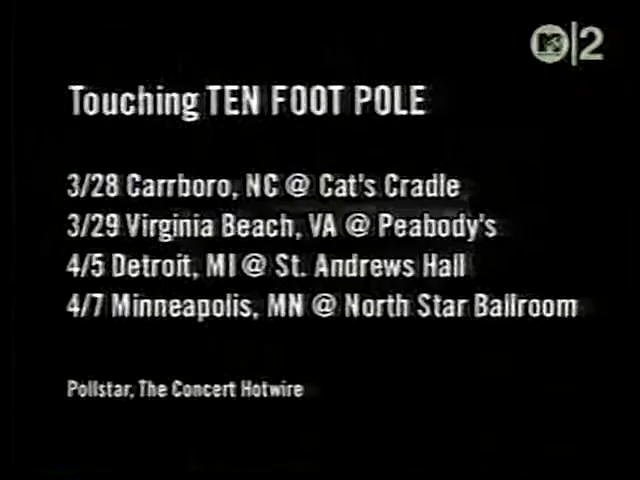 M 2
Touching TEN FOOT POLE
3/28 Carrboro, NC @ Cat's Cradle
3/29 Virginia Beach, VA @ Peabody's
4/5 Detroit, MI @ St. Andrews Hall
4/7 Minneapolis, MN @ North Star Ballroom
Pollstar, The Concert Hotwire